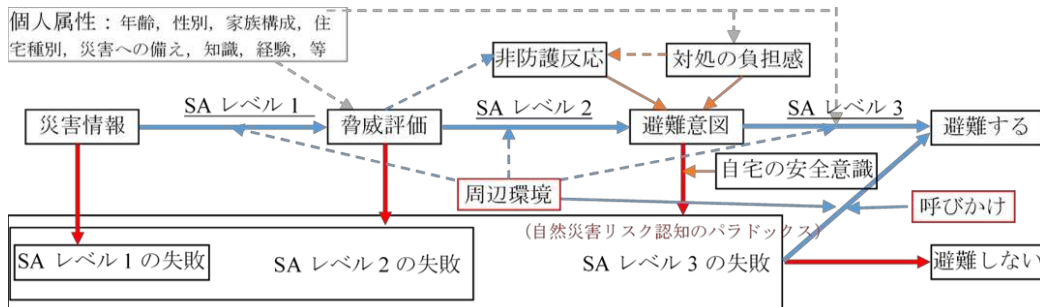 個人属性：年齢，性別，家族構成，住
宅種別，災害への備え，知識，経験，等
非防護反応
対処の負担感
SA レベル 1
SA レベル 2
SA レベル 3
災害情報
脅威評価
避難意図
避難する
自宅の安全意識
周辺環境
呼びかけ
(自然災害リスク認知のパラドックス)
SA レベル 1 の失敗
SA レベル 2 の失敗
SA レベル 3 の失敗
避難しない